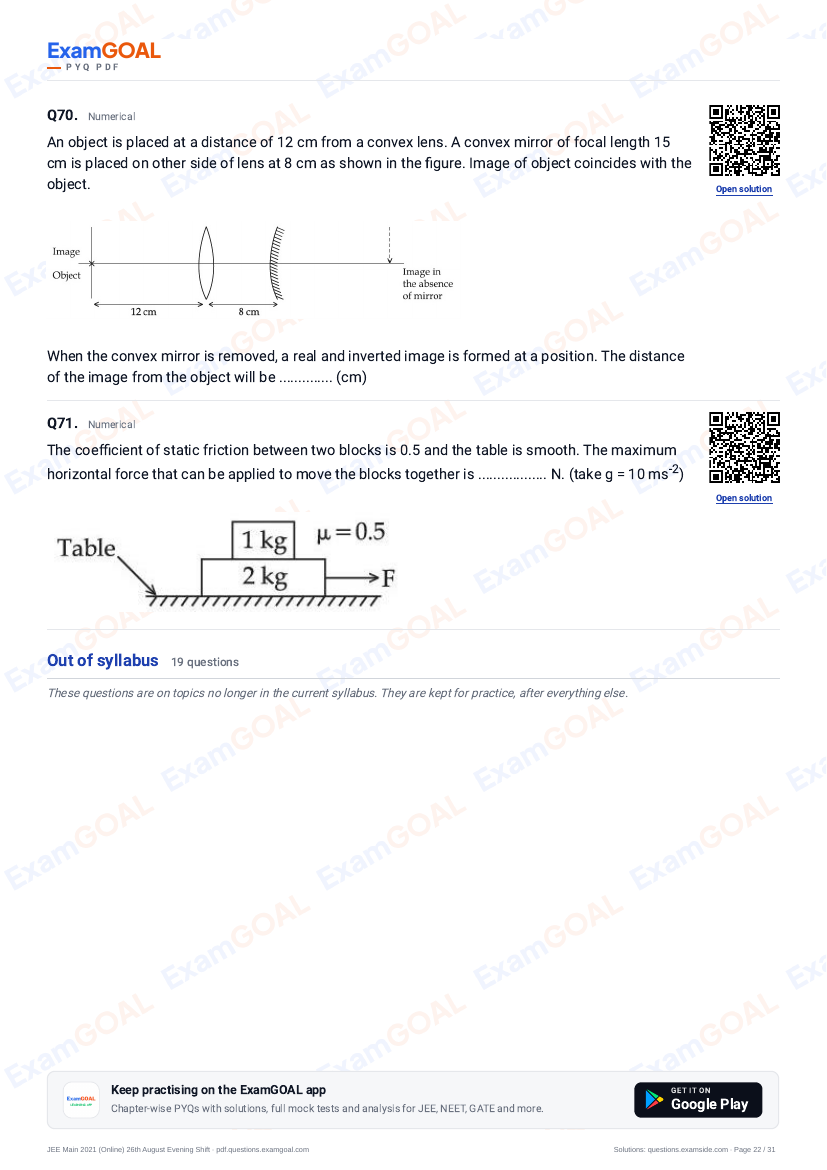 ExamGOAL
PYQ PDF
Q70. Numerical
An object is placed at a distance of 12 cm from a convex lens. A convex mirror of focal length 15
cm is placed on other side of lens at 8 cm as shown in the figure. Image of object coincides with the
object.
Open solution
Image
Object
12 cm
8 cm
Image in
the absence
of mirror
When the convex mirror is removed, a real and inverted image is formed at a position. The distance
of the image from the object will be ............. (cm)
Q71. Numerical
The coefficient of static friction between two blocks is 0.5 and the table is smooth. The maximum
horizontal force that can be applied to move the blocks together is .................. N. (take g = 10 ms-2)
Open solution
Table
1 kg
μ = 0.5
2 kg
F
Out of syllabus 19 questions
These questions are on topics no longer in the current syllabus. They are kept for practice, after everything else.
ExamGOAL
Keep practising on the ExamGOAL app
Chapter-wise PYQs with solutions, full mock tests and analysis for JEE, NEET, GATE and more.
GET IT ON
Google Play
JEE Main 2021 (Online) 26th August Evening Shift · pdf.questions.examgoal.com
Solutions: questions.examside.com · Page 22 / 31